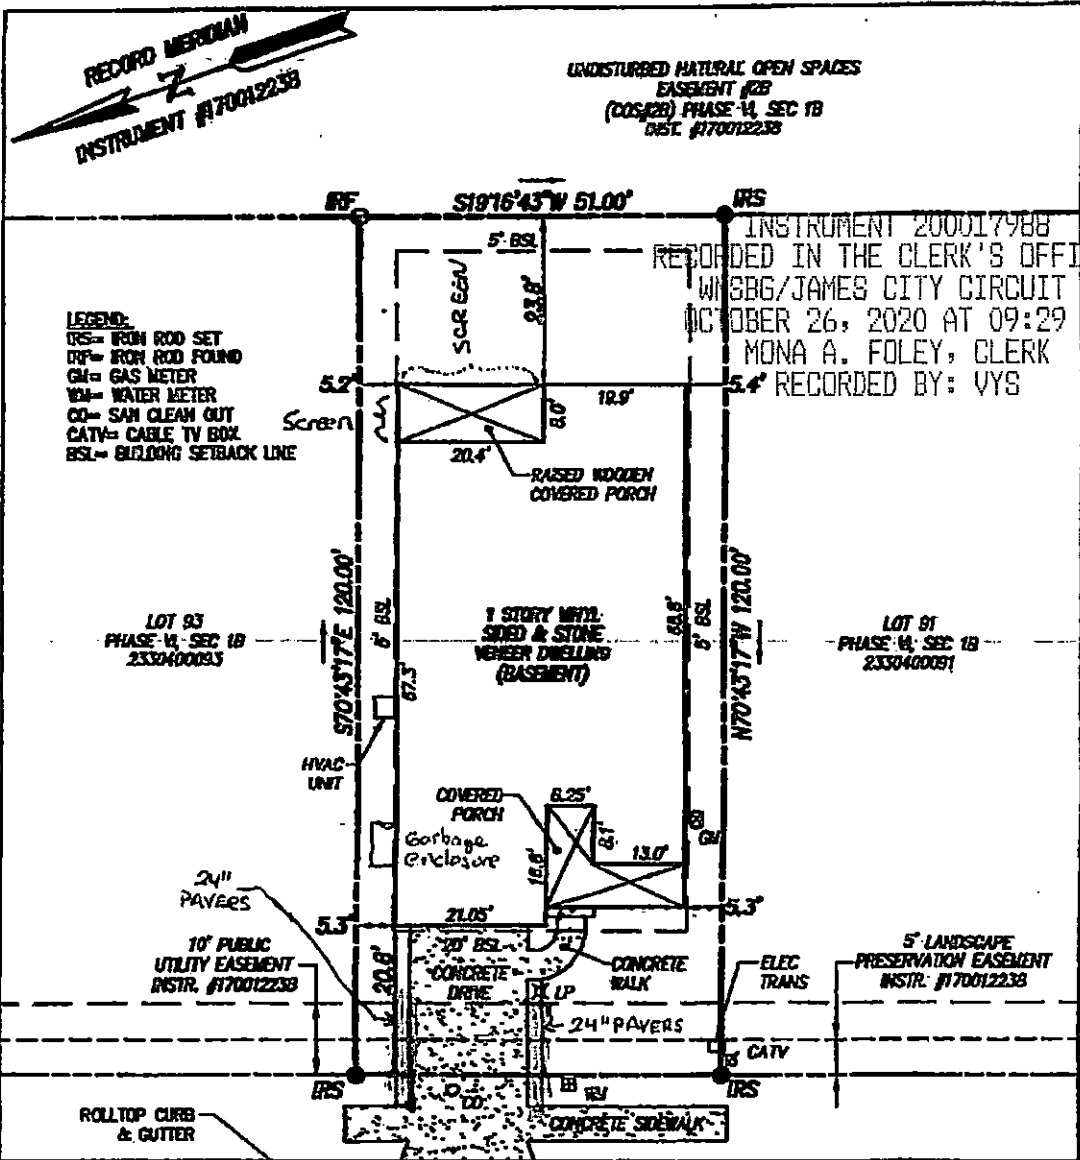 RECORD MERIDIAN
N
INSTRUMENT #170012238
UNDISTURBED NATURAL OPEN SPACES
EASEMENT #2B
(COS#2B) PHASE VI, SEC 1B
INST. #170012238
IRF
S19°16'43"W 51.00'
IRS
INSTRUMENT 200017988
RECORDED IN THE CLERK'S OFFI
WMSBG/JAMES CITY CIRCUIT
OCTOBER 26, 2020 AT 09:29
MONA A. FOLEY, CLERK
RECORDED BY: VYS
5' BSL
SCREEN
23.8'
LEGEND:
IRS= IRON ROD SET
IRF= IRON ROD FOUND
GM= GAS METER
WM= WATER METER
CO= SAN CLEAN OUT
CATV= CABLE TV BOX
BSL= BUILDING SETBACK LINE
5.2'
5.4'
19.9'
8.0'
Screen
20.4'
RAISED WOODEN
COVERED PORCH
S70°43'17"E 120.00'
5' BSL
67.3'
1 STORY VINYL
SIDED & STONE
VENEER DWELLING
(BASEMENT)
5' BSL
N70°43'17"W 120.00'
LOT 93
PHASE VI, SEC 1B
2330400093
LOT 91
PHASE VI, SEC 1B
2330400091
HVAC
UNIT
COVERED
PORCH
6.25'
8.1'
13.0'
GM
Garbage
enclosure
24"
PAVERS
5.3'
21.05'
5.3'
20' BSL
20.8'
10' PUBLIC
UTILITY EASEMENT
INSTR. #170012238
CONCRETE
DRIVE
CONCRETE
WALK
LP
24" PAVERS
ELEC
TRANS
5' LANDSCAPE
PRESERVATION EASEMENT
INSTR. #170012238
CATV
IRS
CO
WM
IRS
ROLLTOP CURB
& GUTTER
CONCRETE SIDEWALK